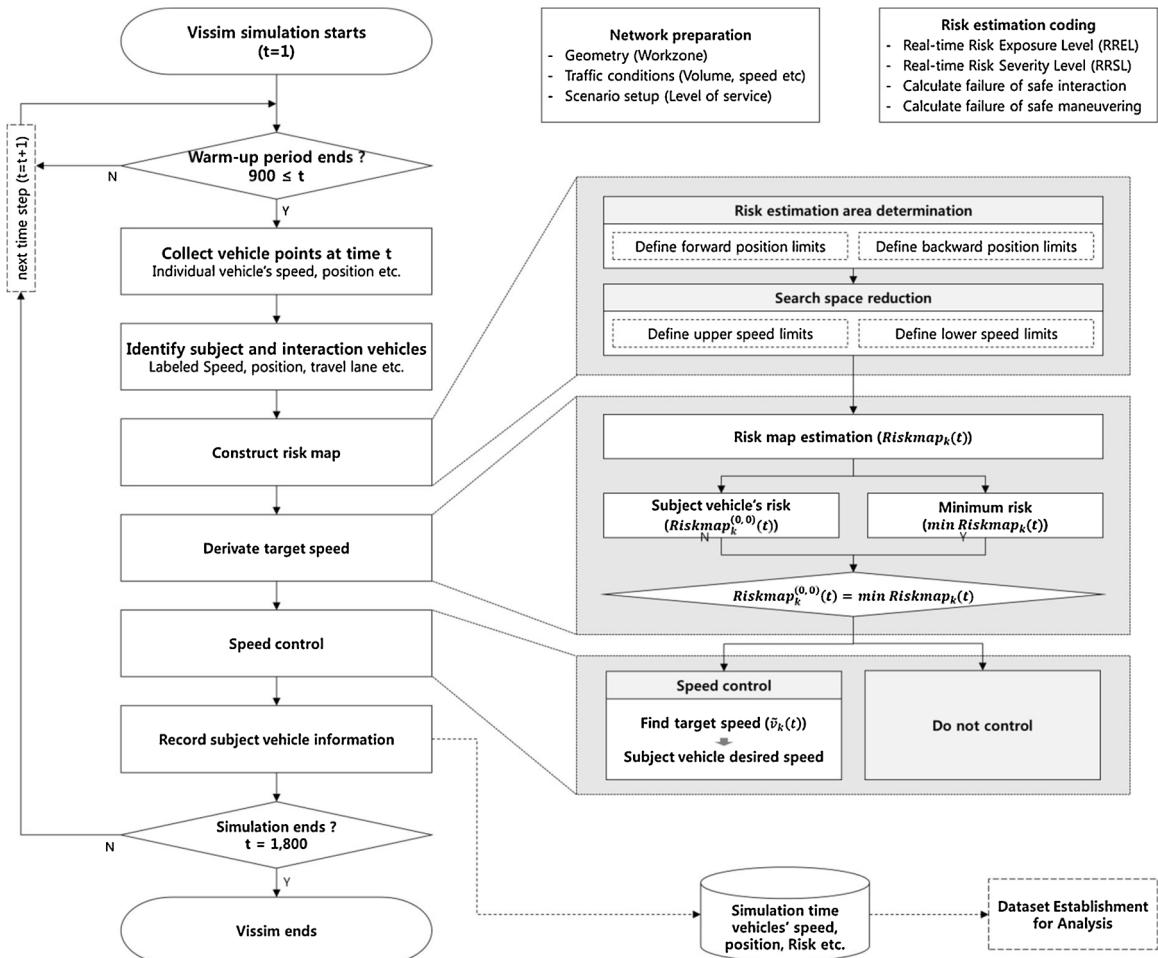 Vissim simulation starts
(t=1)
Network preparation
- Geometry (Workzone)
- Traffic conditions (Volume, speed etc)
- Scenario setup (Level of service)
Risk estimation coding
- Real-time Risk Exposure Level (RREL)
- Real-time Risk Severity Level (RRSL)
- Calculate failure of safe interaction
- Calculate failure of safe maneuvering
next time step (t=t+1)
Warm-up period ends ?
900 ≤ t
N
Y
Collect vehicle points at time t
Individual vehicle's speed, position etc.
Identify subject and interaction vehicles
Labeled Speed, position, travel lane etc.
Construct risk map
Derivate target speed
Speed control
Record subject vehicle information
Simulation ends ?
t = 1,800
N
Y
Vissim ends
Risk estimation area determination
Define forward position limits
Define backward position limits
Search space reduction
Define upper speed limits
Define lower speed limits
Risk map estimation (Riskmap_k(t))
Subject vehicle's risk
(Riskmap_k^(0,0)(t))
N
Minimum risk
(min Riskmap_k(t))
Y
Riskmap_k^(0,0)(t) = min Riskmap_k(t)
Speed control
Find target speed (ṽ_k(t))
Subject vehicle desired speed
Do not control
Simulation time
vehicles' speed,
position, Risk etc.
Dataset Establishment
for Analysis